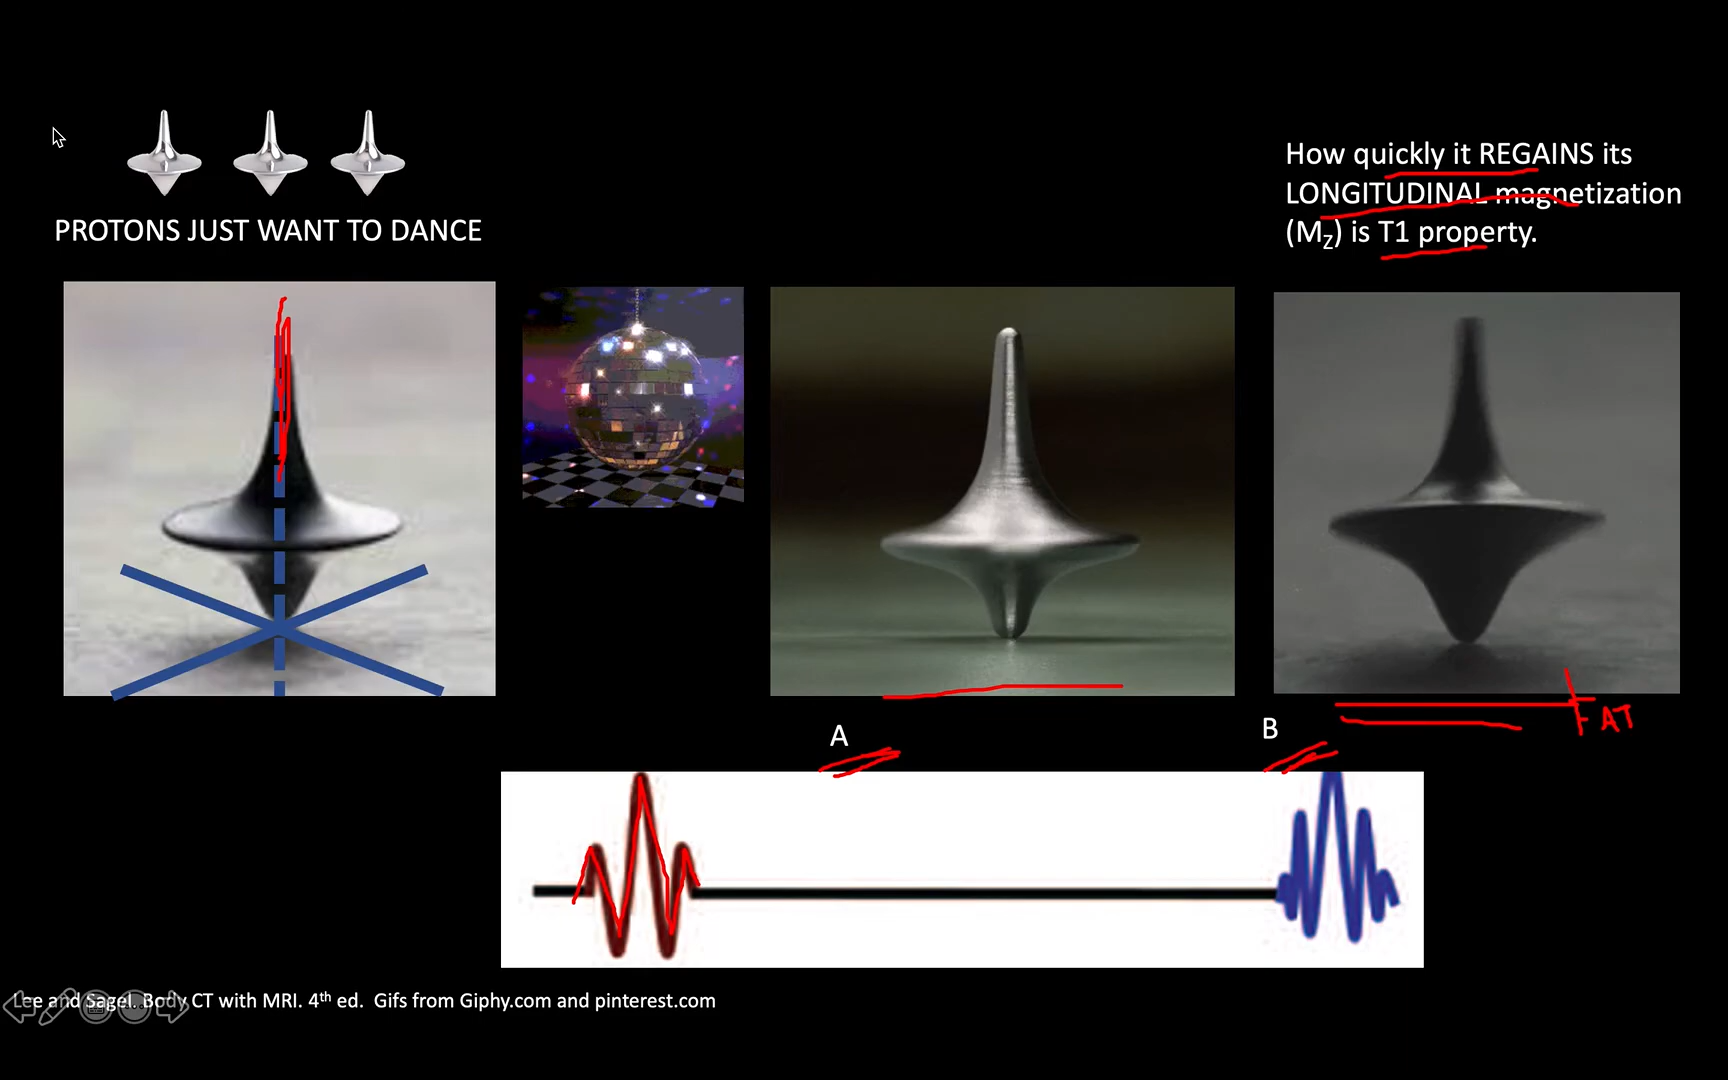 PROTONS JUST WANT TO DANCE
How quickly it REGAINS its
LONGITUDINAL magnetization
(Mz) is T1 property.
A
B
FAT
Lee and Sagel. Body CT with MRI. 4th ed. Gifs from Giphy.com and pinterest.com